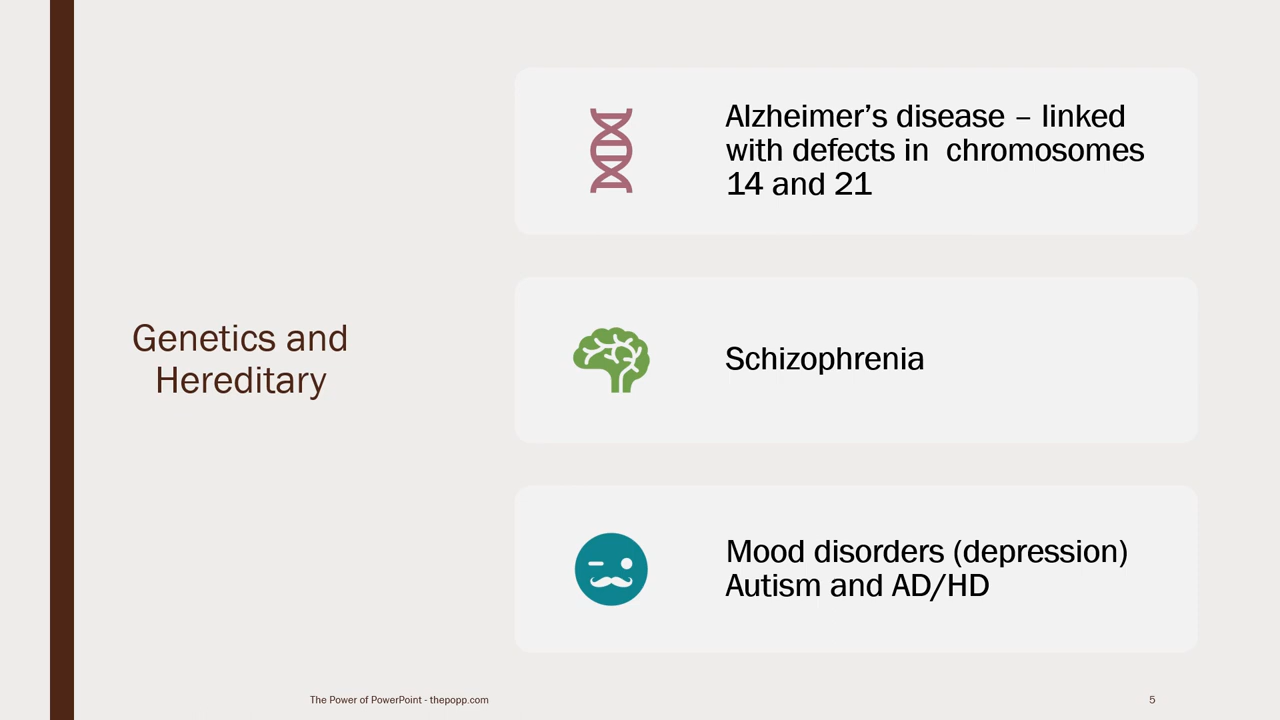 Genetics and
Hereditary
Alzheimer’s disease – linked
with defects in  chromosomes
14 and 21
Schizophrenia
Mood disorders (depression)
Autism and AD/HD
The Power of PowerPoint - thepopp.com
5